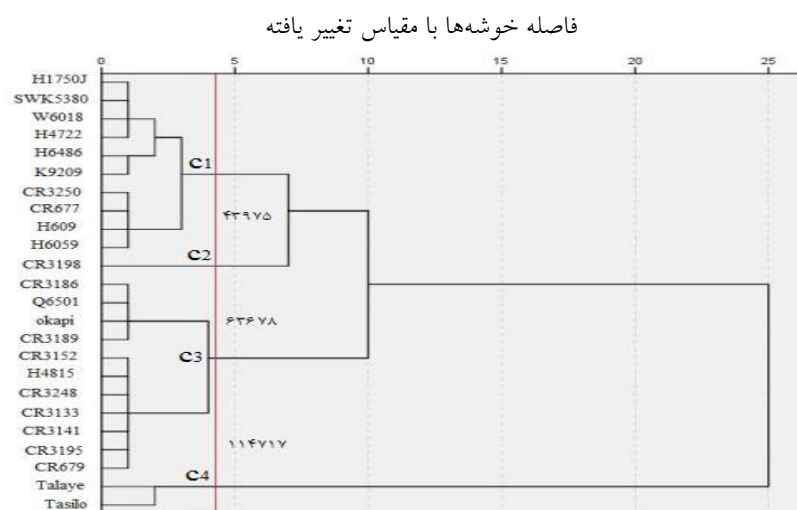 فاصله خوشه‌ها با مقیاس تغییر یافته
0 5 10 15 20 25
H1750J
SWK5380
W6018
H4722
H6486
C1
K9209
CR3250
CR677
۴۳۹۷۵
H609
H6059
C2
CR3198
CR3186
Q6501
okapi
۶۳۶۷۸
CR3189
CR3152
C3
H4815
CR3248
CR3133
CR3141
۱۱۴۷۱۷
CR3195
CR679
C4
Talaye
Tasilo